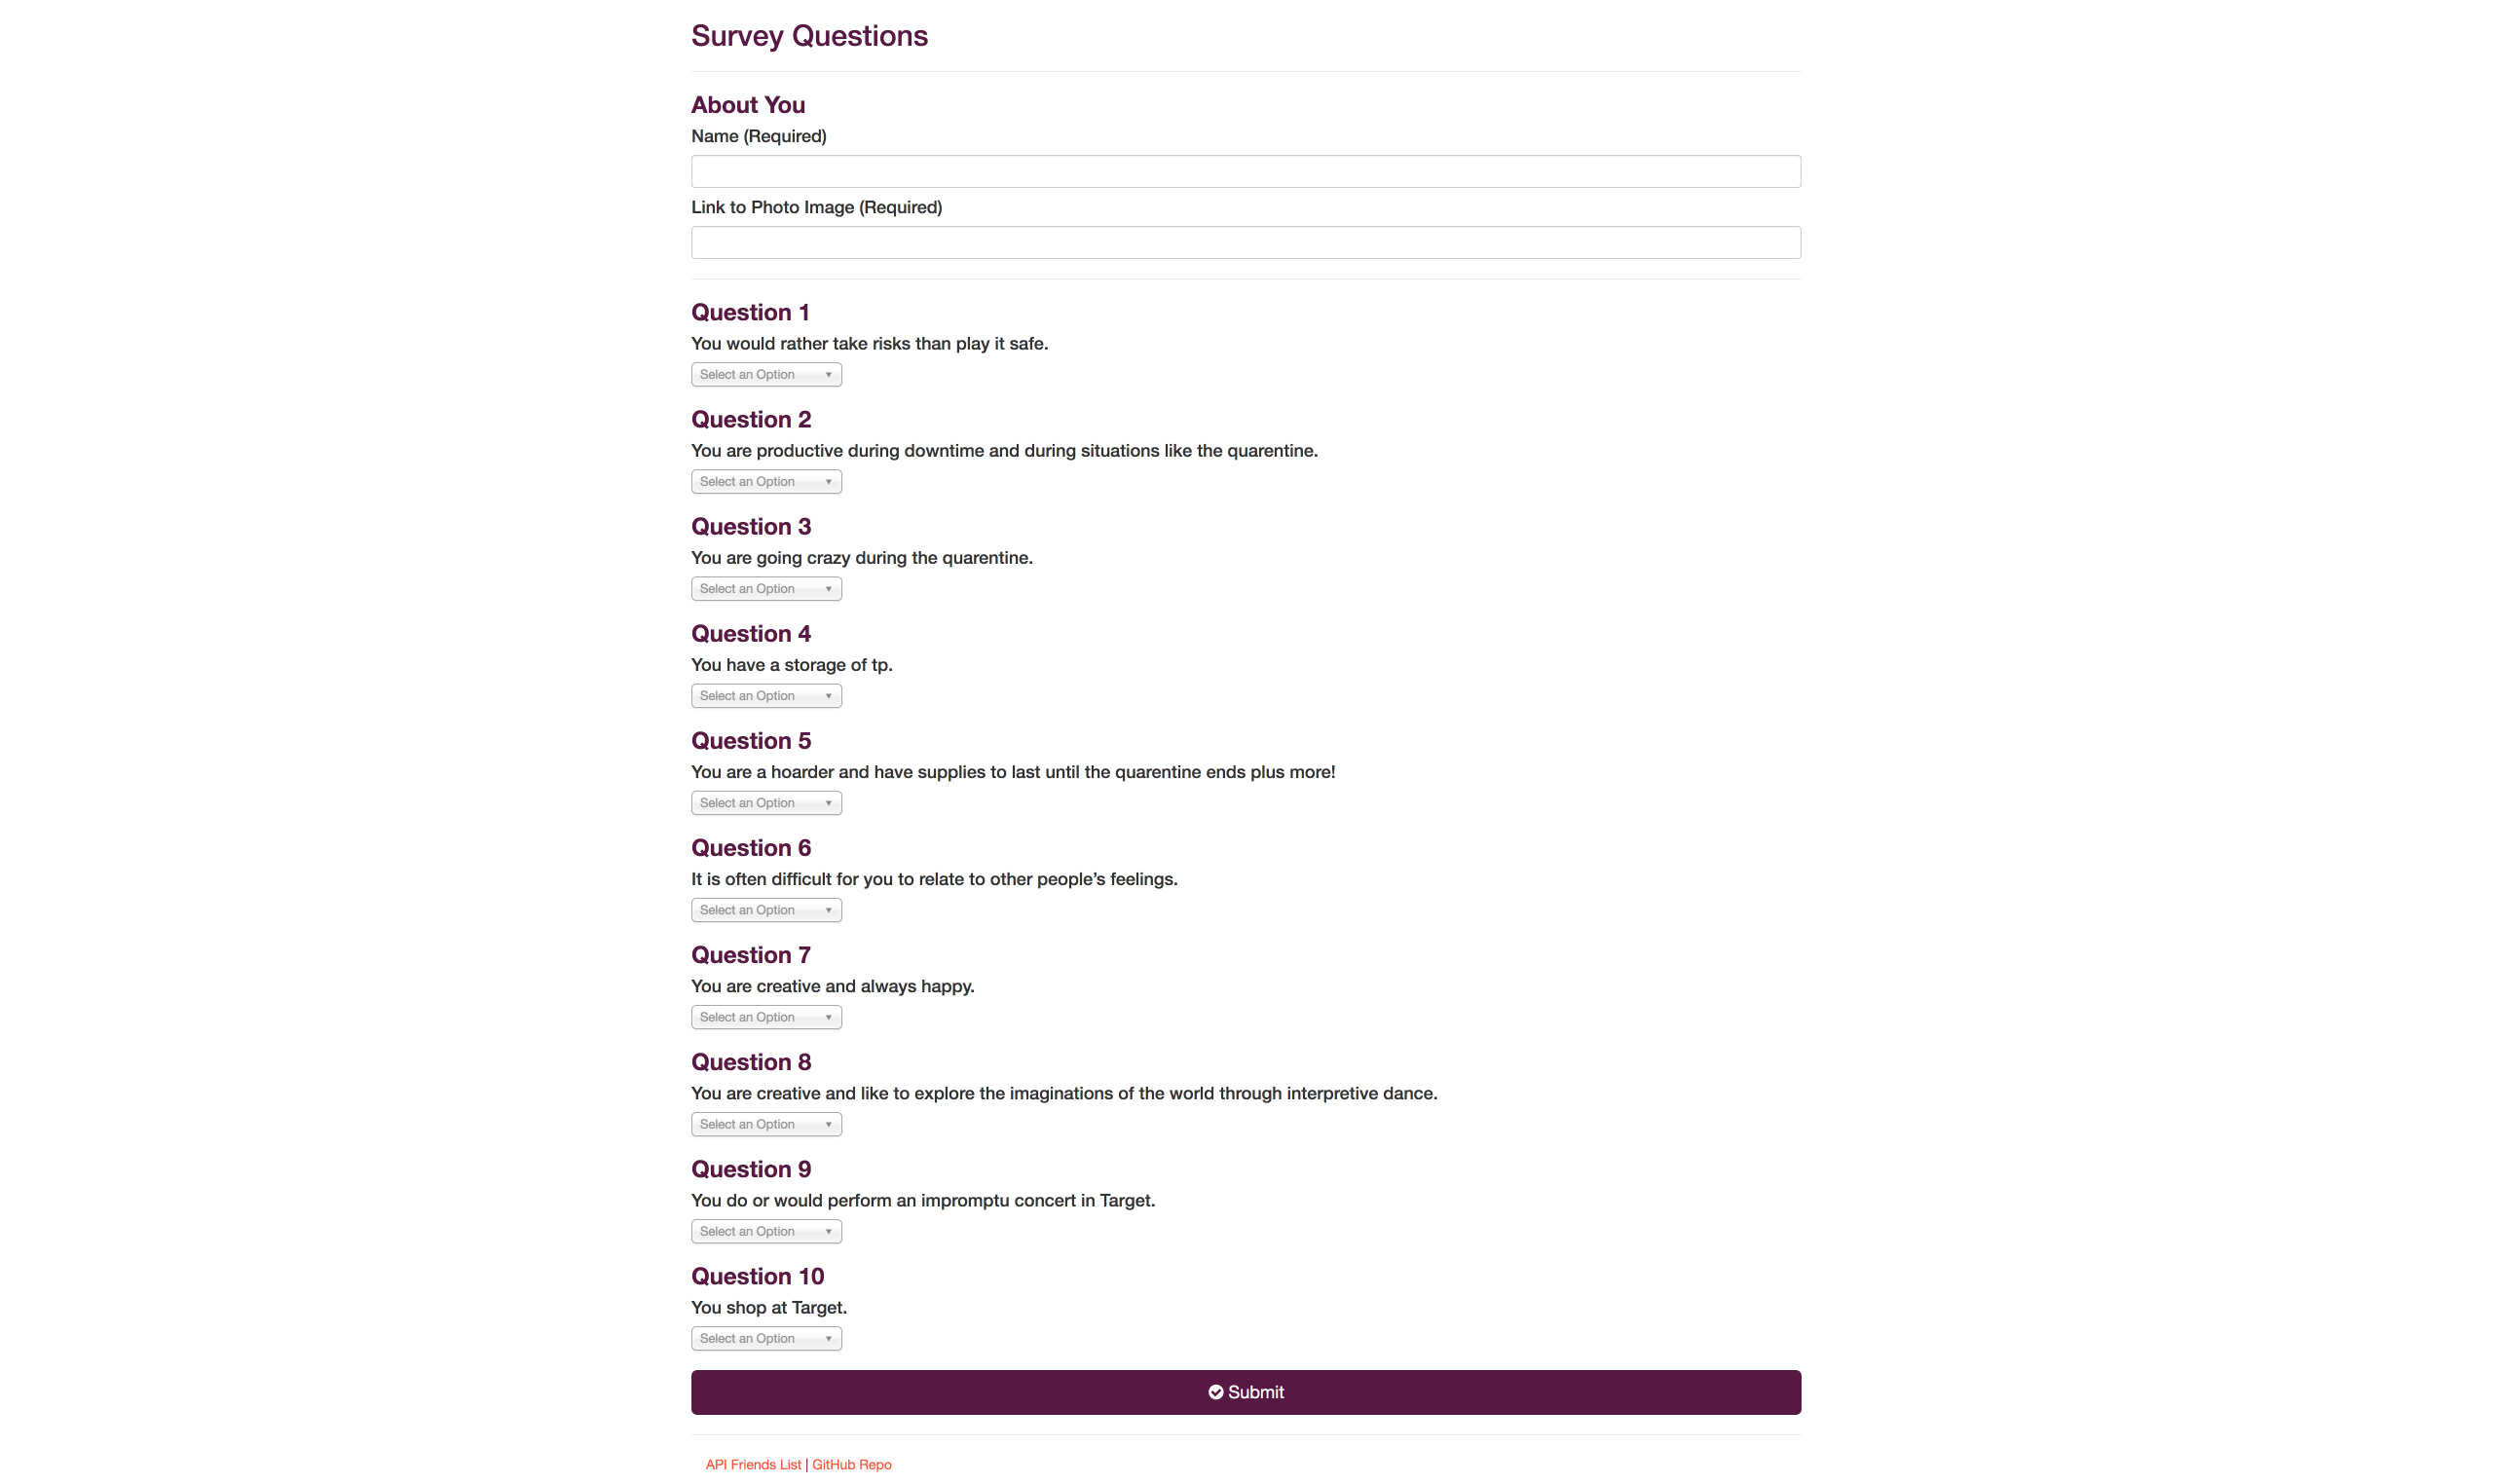 Survey Questions
About You
Name (Required)
Link to Photo Image (Required)
Question 1
You would rather take risks than play it safe.
Select an Option
Question 2
You are productive during downtime and during situations like the quarentine.
Select an Option
Question 3
You are going crazy during the quarentine.
Select an Option
Question 4
You have a storage of tp.
Select an Option
Question 5
You are a hoarder and have supplies to last until the quarentine ends plus more!
Select an Option
Question 6
It is often difficult for you to relate to other people’s feelings.
Select an Option
Question 7
You are creative and always happy.
Select an Option
Question 8
You are creative and like to explore the imaginations of the world through interpretive dance.
Select an Option
Question 9
You do or would perform an impromptu concert in Target.
Select an Option
Question 10
You shop at Target.
Select an Option
Submit
API Friends List | GitHub Repo